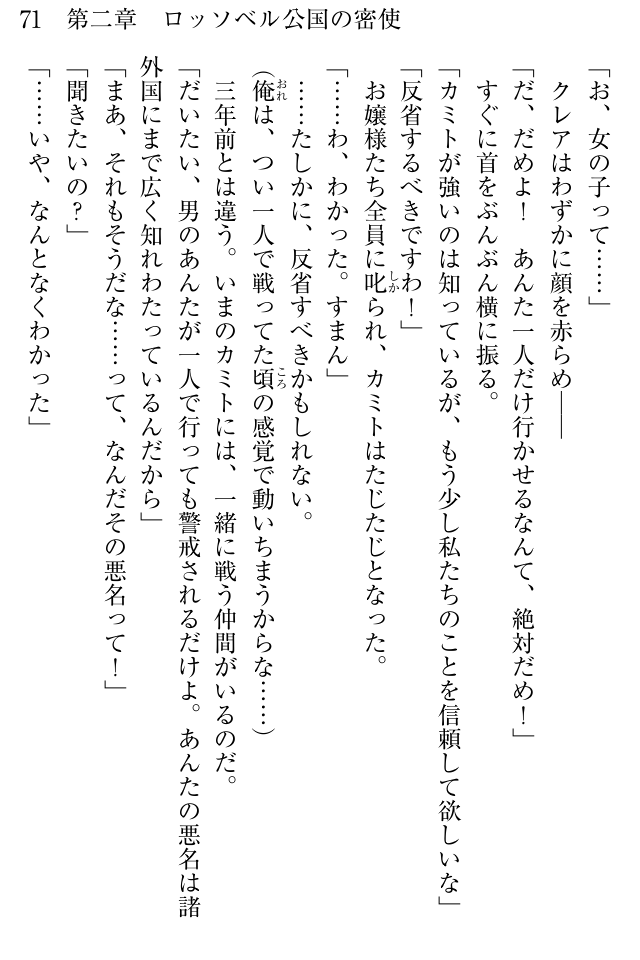 71　第二章　ロッソベル公国の密使
「お、女の子って……」
クレアはわずかに顔を赤らめ――
「だ、だめよ！　あんた一人だけ行かせるなんて、絶対だめ！」
すぐに首をぶんぶん横に振る。
「カミトが強いのは知っているが、もう少し私たちのことを信頼して欲しいな」
「反省するべきですわ！」
お嬢様たち全員に叱られ、カミトはたじたじとなった。
「……わ、わかった。すまん」
……たしかに、反省すべきかもしれない。
（俺は、つい一人で戦ってた頃の感覚で動いちまうからな……）
三年前とは違う。いまのカミトには、一緒に戦う仲間がいるのだ。
「だいたい、男のあんたが一人で行っても警戒されるだけよ。あんたの悪名は諸
外国にまで広く知れわたっているんだから」
「まあ、それもそうだな……って、なんだその悪名って！」
「聞きたいの？」
「……いや、なんとなくわかった」